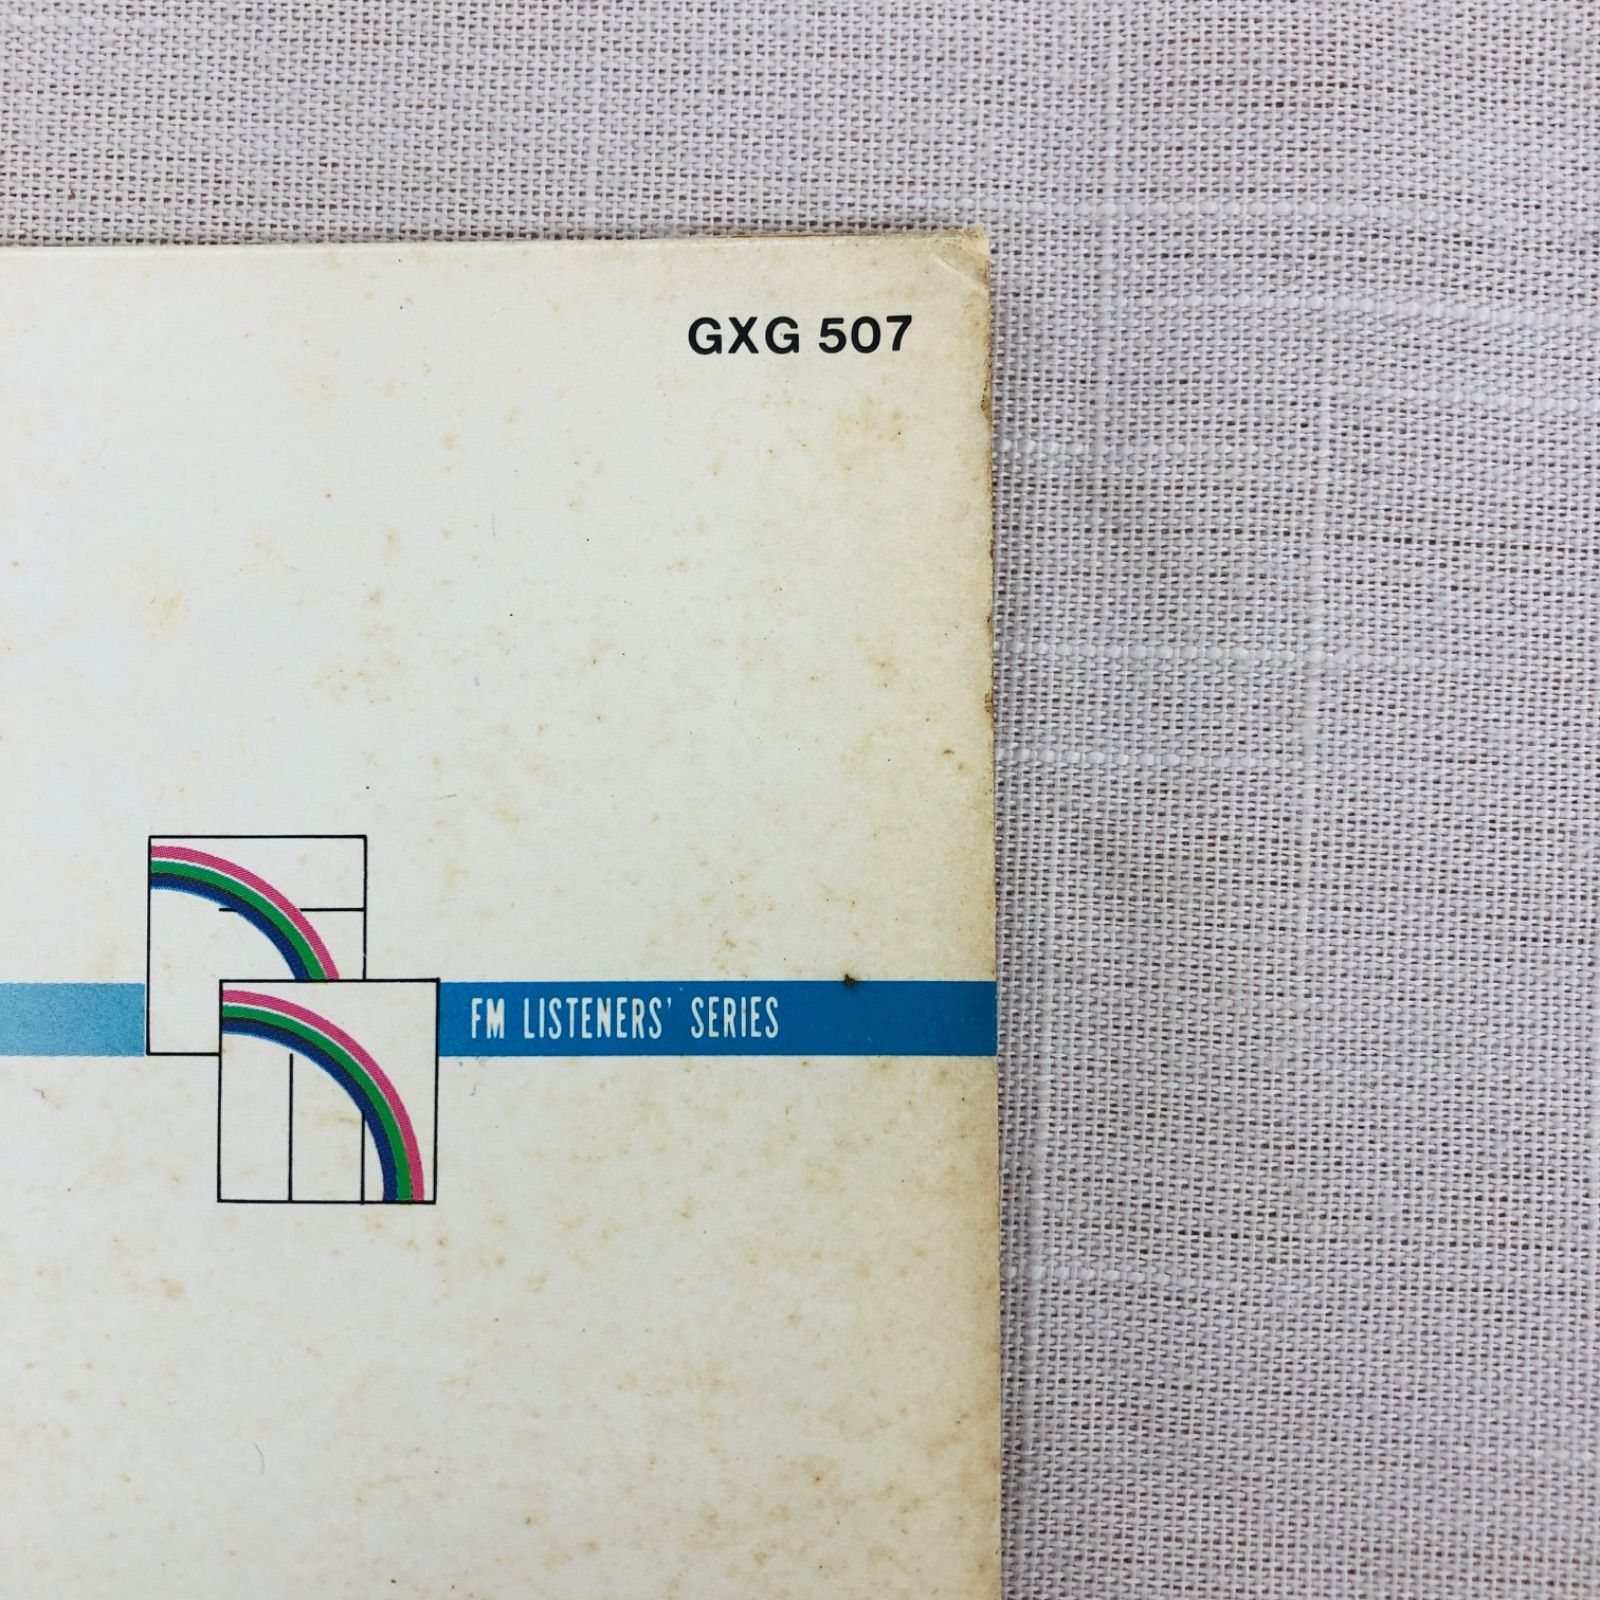 GXG 507
FM LISTENERS' SERIES